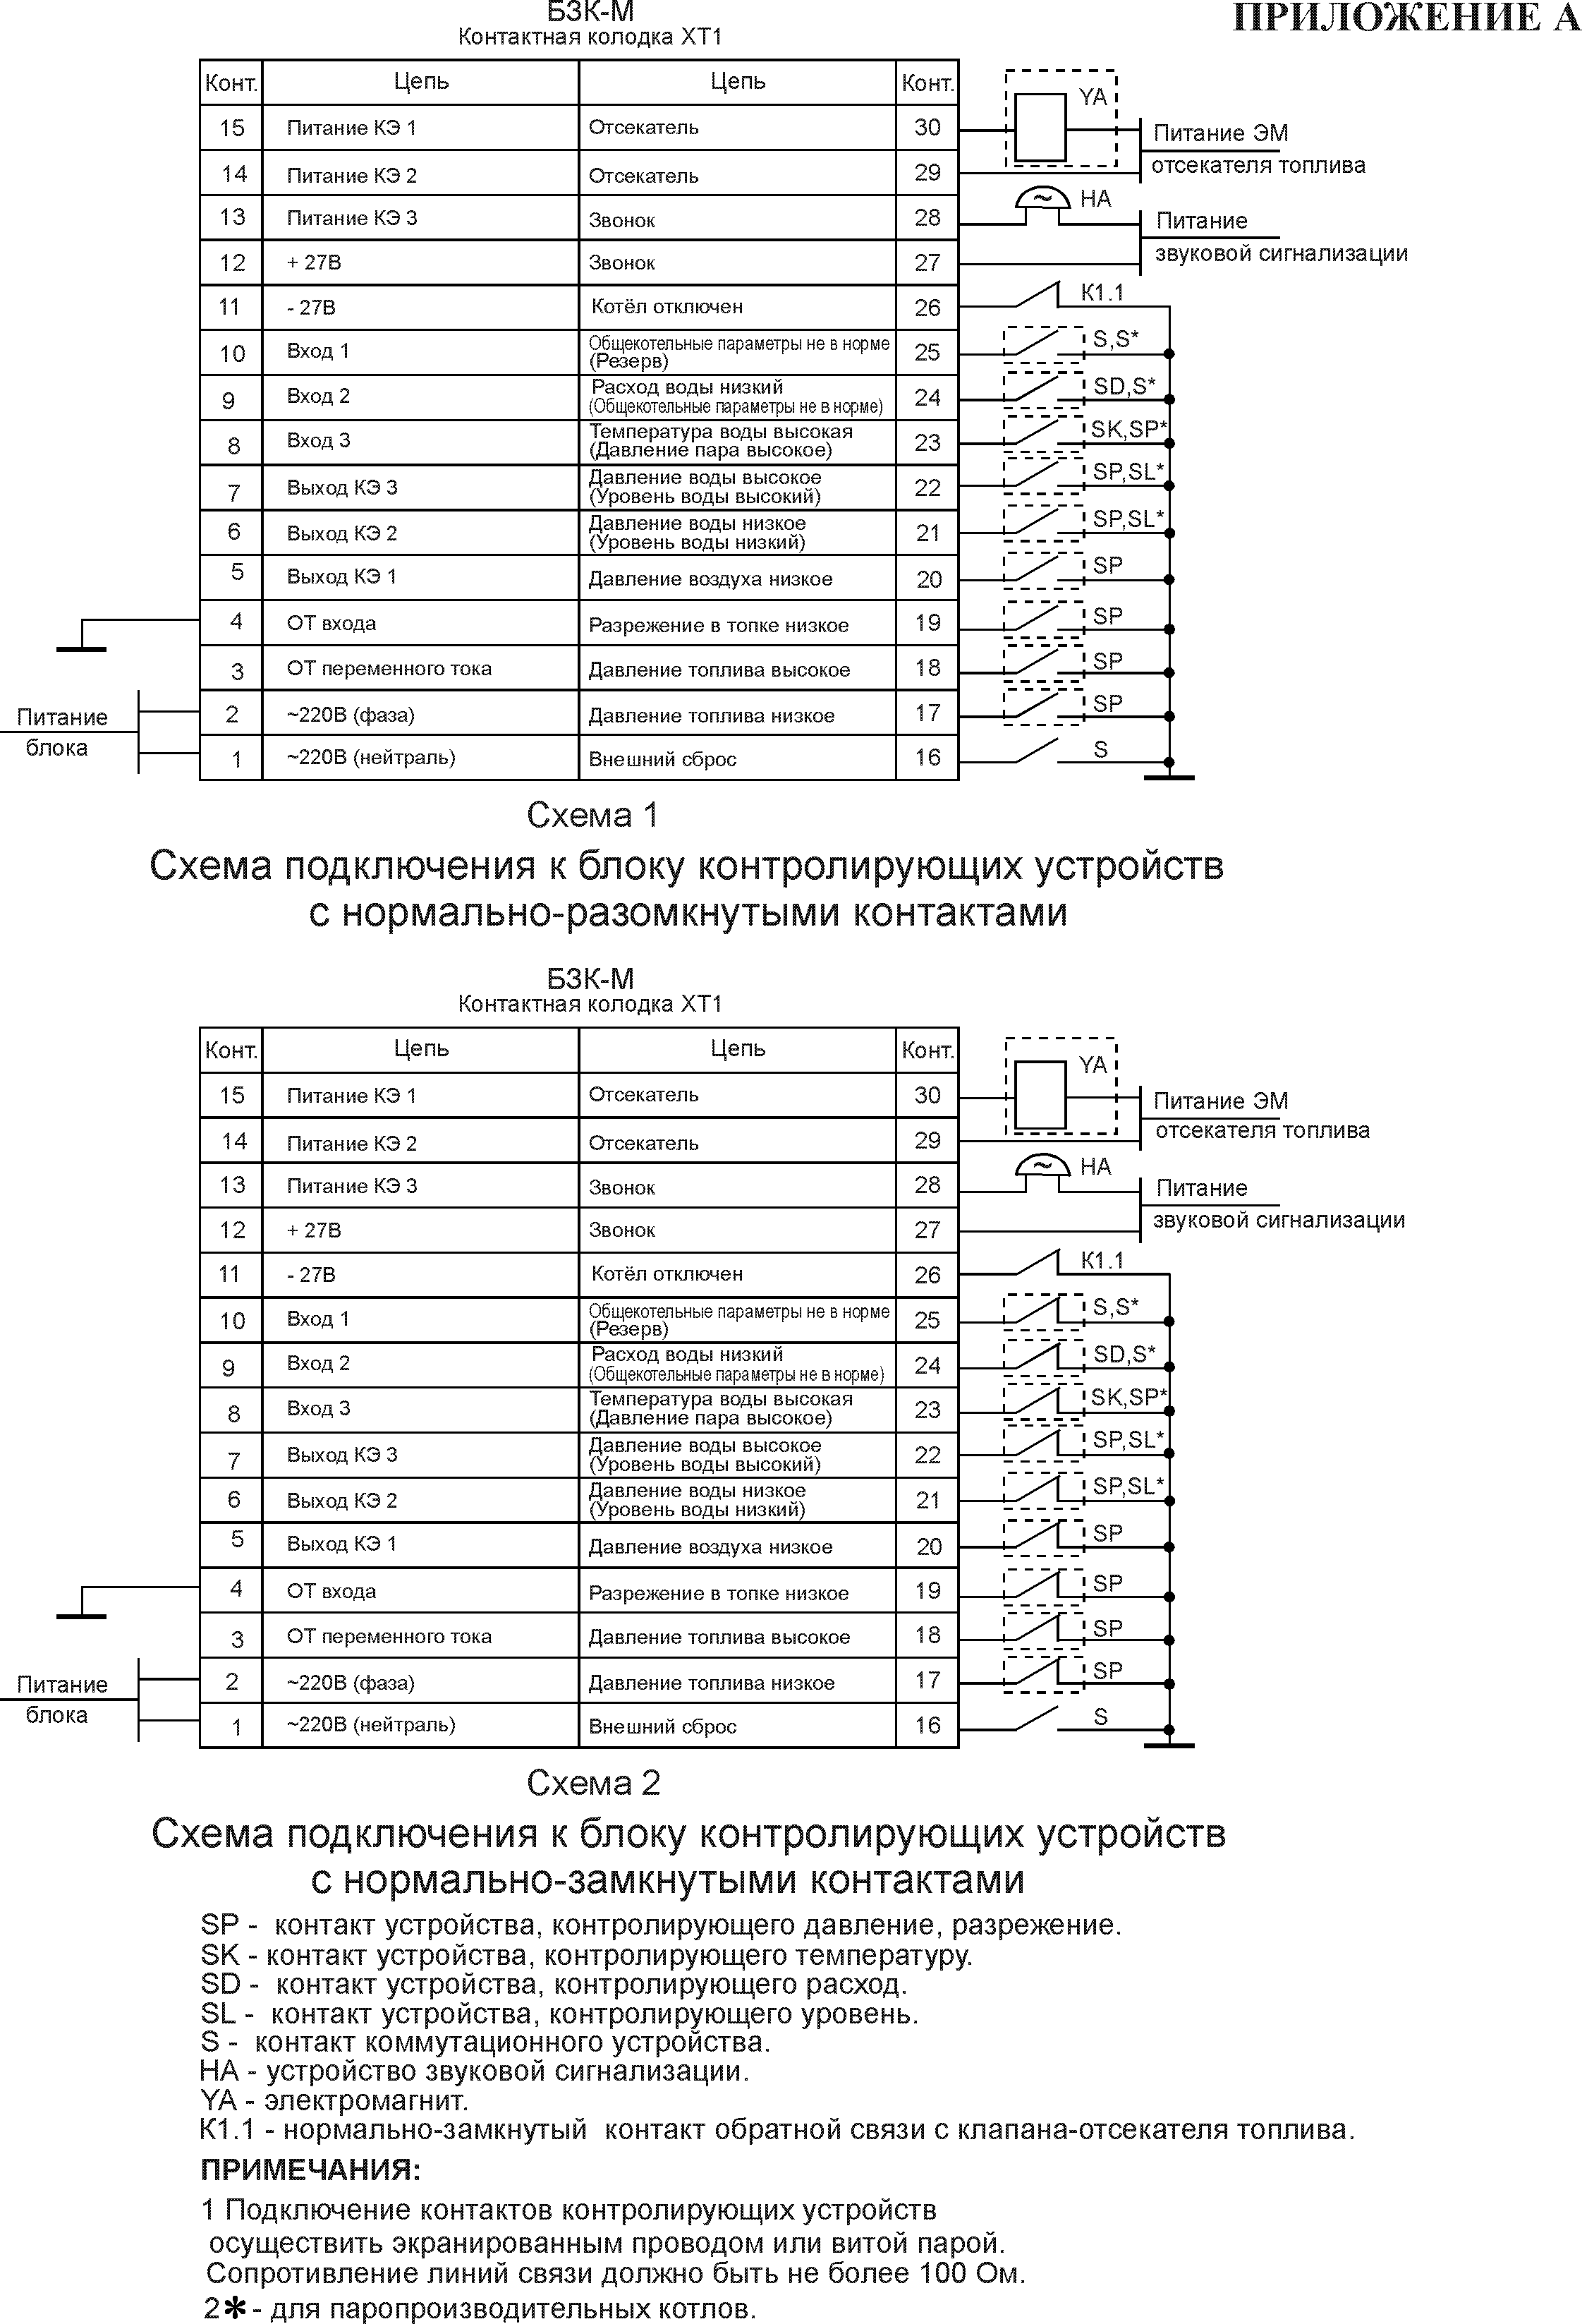 ПРИЛОЖЕНИЕ А
БЗК-М
Контактная колодка XT1
Конт. Цепь Цепь Конт.
15 Питание КЭ 1 Отсекатель 30
14 Питание КЭ 2 Отсекатель 29
13 Питание КЭ 3 Звонок 28
12 + 27В Звонок 27
11 - 27В Котёл отключен 26
10 Вход 1 Общекотельные параметры не в норме
(Резерв) 25
9 Вход 2 Расход воды низкий
(Общекотельные параметры не в норме) 24
8 Вход 3 Температура воды высокая
(Давление пара высокое) 23
7 Выход КЭ 3 Давление воды высокое
(Уровень воды высокий) 22
6 Выход КЭ 2 Давление воды низкое
(Уровень воды низкий) 21
5 Выход КЭ 1 Давление воздуха низкое 20
4 ОТ входа Разрежение в топке низкое 19
3 ОТ переменного тока Давление топлива высокое 18
2 ~220В (фаза) Давление топлива низкое 17
1 ~220В (нейтраль) Внешний сброс 16
Питание
блока
YA
Питание ЭМ
отсекателя топлива
~ HA
Питание
звуковой сигнализации
К1.1
S,S*
SD,S*
SK,SP*
SP,SL*
SP,SL*
SP
SP
SP
SP
S
Схема 1
Схема подключения к блоку контролирующих устройств
с нормально-разомкнутыми контактами
БЗК-М
Контактная колодка XT1
Конт. Цепь Цепь Конт.
15 Питание КЭ 1 Отсекатель 30
14 Питание КЭ 2 Отсекатель 29
13 Питание КЭ 3 Звонок 28
12 + 27В Звонок 27
11 - 27В Котёл отключен 26
10 Вход 1 Общекотельные параметры не в норме
(Резерв) 25
9 Вход 2 Расход воды низкий
(Общекотельные параметры не в норме) 24
8 Вход 3 Температура воды высокая
(Давление пара высокое) 23
7 Выход КЭ 3 Давление воды высокое
(Уровень воды высокий) 22
6 Выход КЭ 2 Давление воды низкое
(Уровень воды низкий) 21
5 Выход КЭ 1 Давление воздуха низкое 20
4 ОТ входа Разрежение в топке низкое 19
3 ОТ переменного тока Давление топлива высокое 18
2 ~220В (фаза) Давление топлива низкое 17
1 ~220В (нейтраль) Внешний сброс 16
Питание
блока
YA
Питание ЭМ
отсекателя топлива
~ HA
Питание
звуковой сигнализации
К1.1
S,S*
SD,S*
SK,SP*
SP,SL*
SP,SL*
SP
SP
SP
SP
S
Схема 2
Схема подключения к блоку контролирующих устройств
с нормально-замкнутыми контактами
SP - контакт устройства, контролирующего давление, разрежение.
SK - контакт устройства, контролирующего температуру.
SD - контакт устройства, контролирующего расход.
SL - контакт устройства, контролирующего уровень.
S - контакт коммутационного устройства.
HA - устройство звуковой сигнализации.
YA - электромагнит.
К1.1 - нормально-замкнутый контакт обратной связи с клапана-отсекателя топлива.
ПРИМЕЧАНИЯ:
1 Подключение контактов контролирующих устройств
осуществить экранированным проводом или витой парой.
Сопротивление линий связи должно быть не более 100 Ом.
2* - для паропроизводительных котлов.